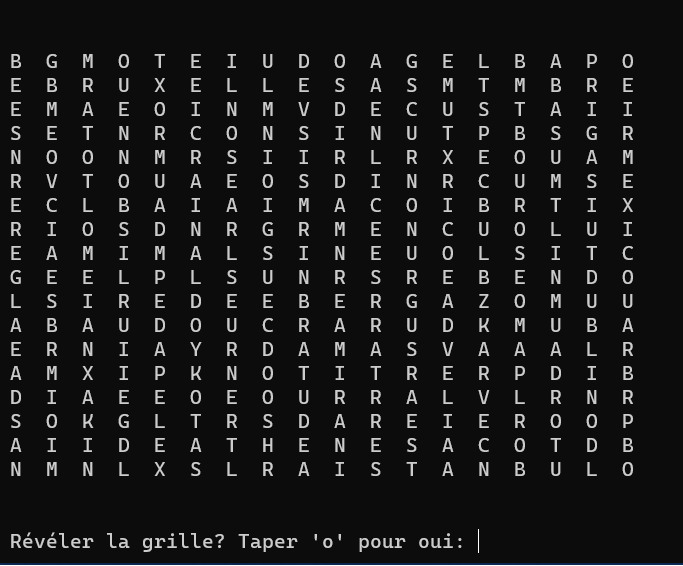 B G M O T E I U D O A G E L B A P O
E B R U X E L L E S A S M T M B R E
E M A E O I N M V D E C U S T A I I
S E T N R C O N S I N U T P B S G R
N O O N M R S I I R L R X E O U A M
R V T O U A E O S D I N R C U M S E
E C L B A I A I M A C O I B R T I X
R I O S D N R G R M E N C U O L U I
E A M I M A L S I N E U O L S I T C
G E E L P L S U N R S R E B E N D O
L S I R E D E E B E R G A Z O M U U
A B A U D O U C R A R U D K M U B A
E R N I A Y R D A M A S V A A A L R
A M X I P K N O T I T R E R P D I B
D I A E E O E O U R R A L V L R N R
S O K G L T R S D A R E I E R O O P
A I I D E A T H E N E S A C O T D B
N M N L X S L R A I S T A N B U L O
Révéler la grille? Taper 'o' pour oui: